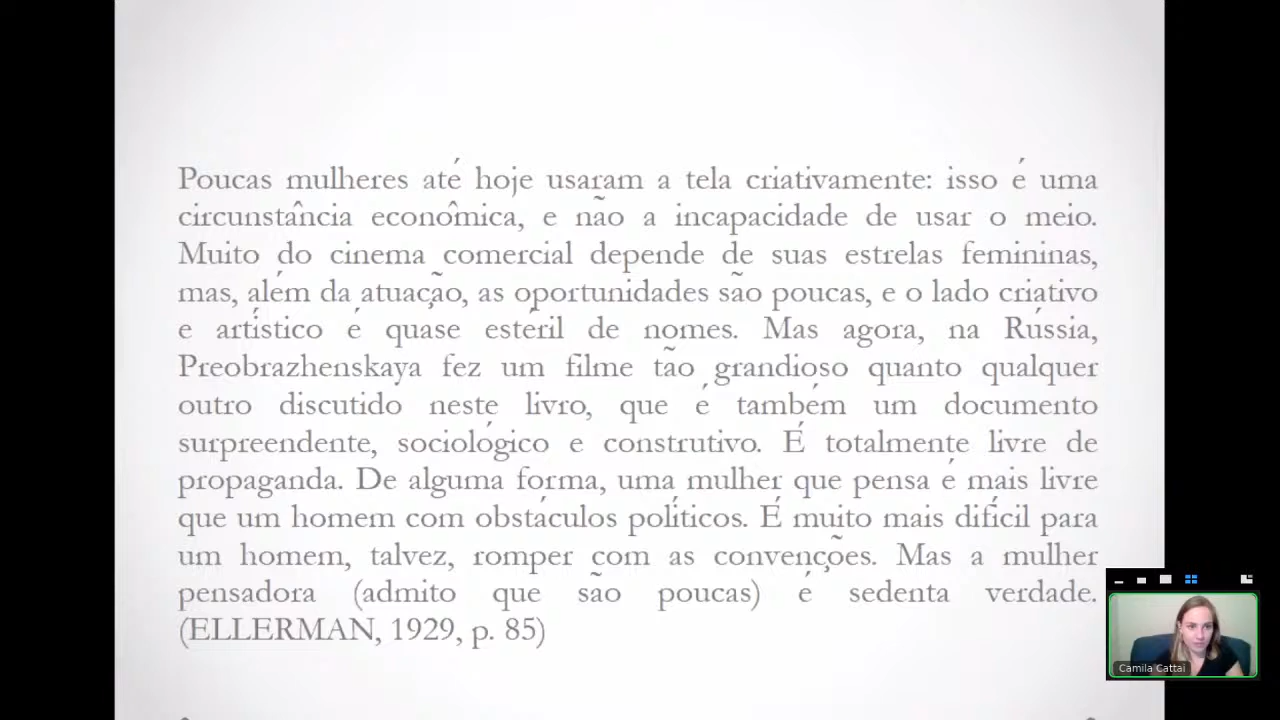 Poucas mulheres até hoje usaram a tela criativamente: isso é uma
circunstância econômica, e não a incapacidade de usar o meio.
Muito do cinema comercial depende de suas estrelas femininas,
mas, além da atuação, as oportunidades são poucas, e o lado criativo
e artístico é quase estéril de nomes. Mas agora, na Rússia,
Preobrazhenskaya fez um filme tão grandioso quanto qualquer
outro discutido neste livro, que é também um documento
surpreendente, sociológico e construtivo. É totalmente livre de
propaganda. De alguma forma, uma mulher que pensa é mais livre
que um homem com obstáculos políticos. É muito mais difícil para
um homem, talvez, romper com as convenções. Mas a mulher
pensadora (admito que são poucas) é sedenta verdade.
(ELLERMAN, 1929, p. 85)
Camila Cattai